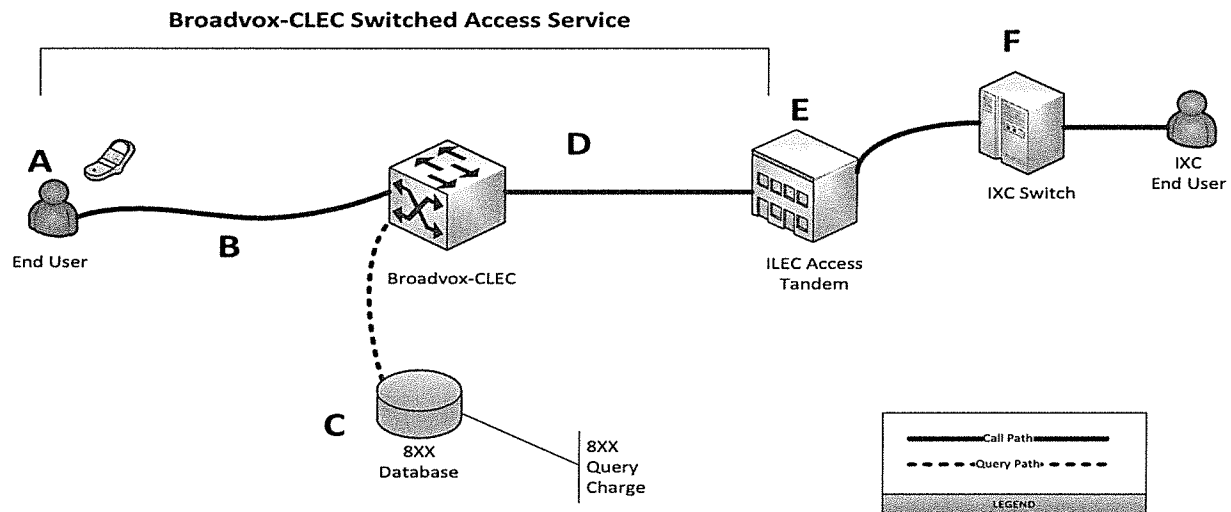 Broadvox-CLEC Switched Access Service
F
E
D
A
IXC
End User
IXC Switch
B
End User
Broadvox-CLEC
ILEC Access
Tandem
C
8XX
Database
8XX
Query
Charge
Call Path
Query Path
LEGEND